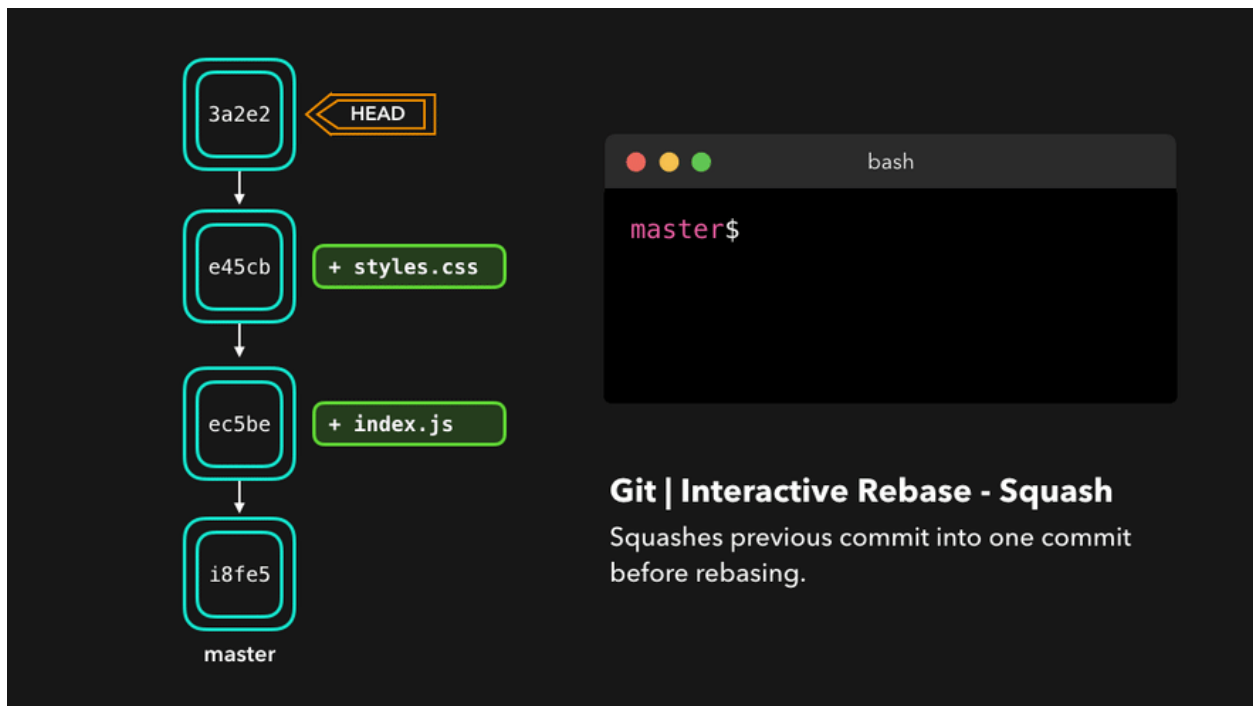 3a2e2
HEAD
bash
master$
e45cb
+ styles.css
ec5be
+ index.js
Git | Interactive Rebase - Squash
Squashes previous commit into one commit
before rebasing.
i8fe5
master